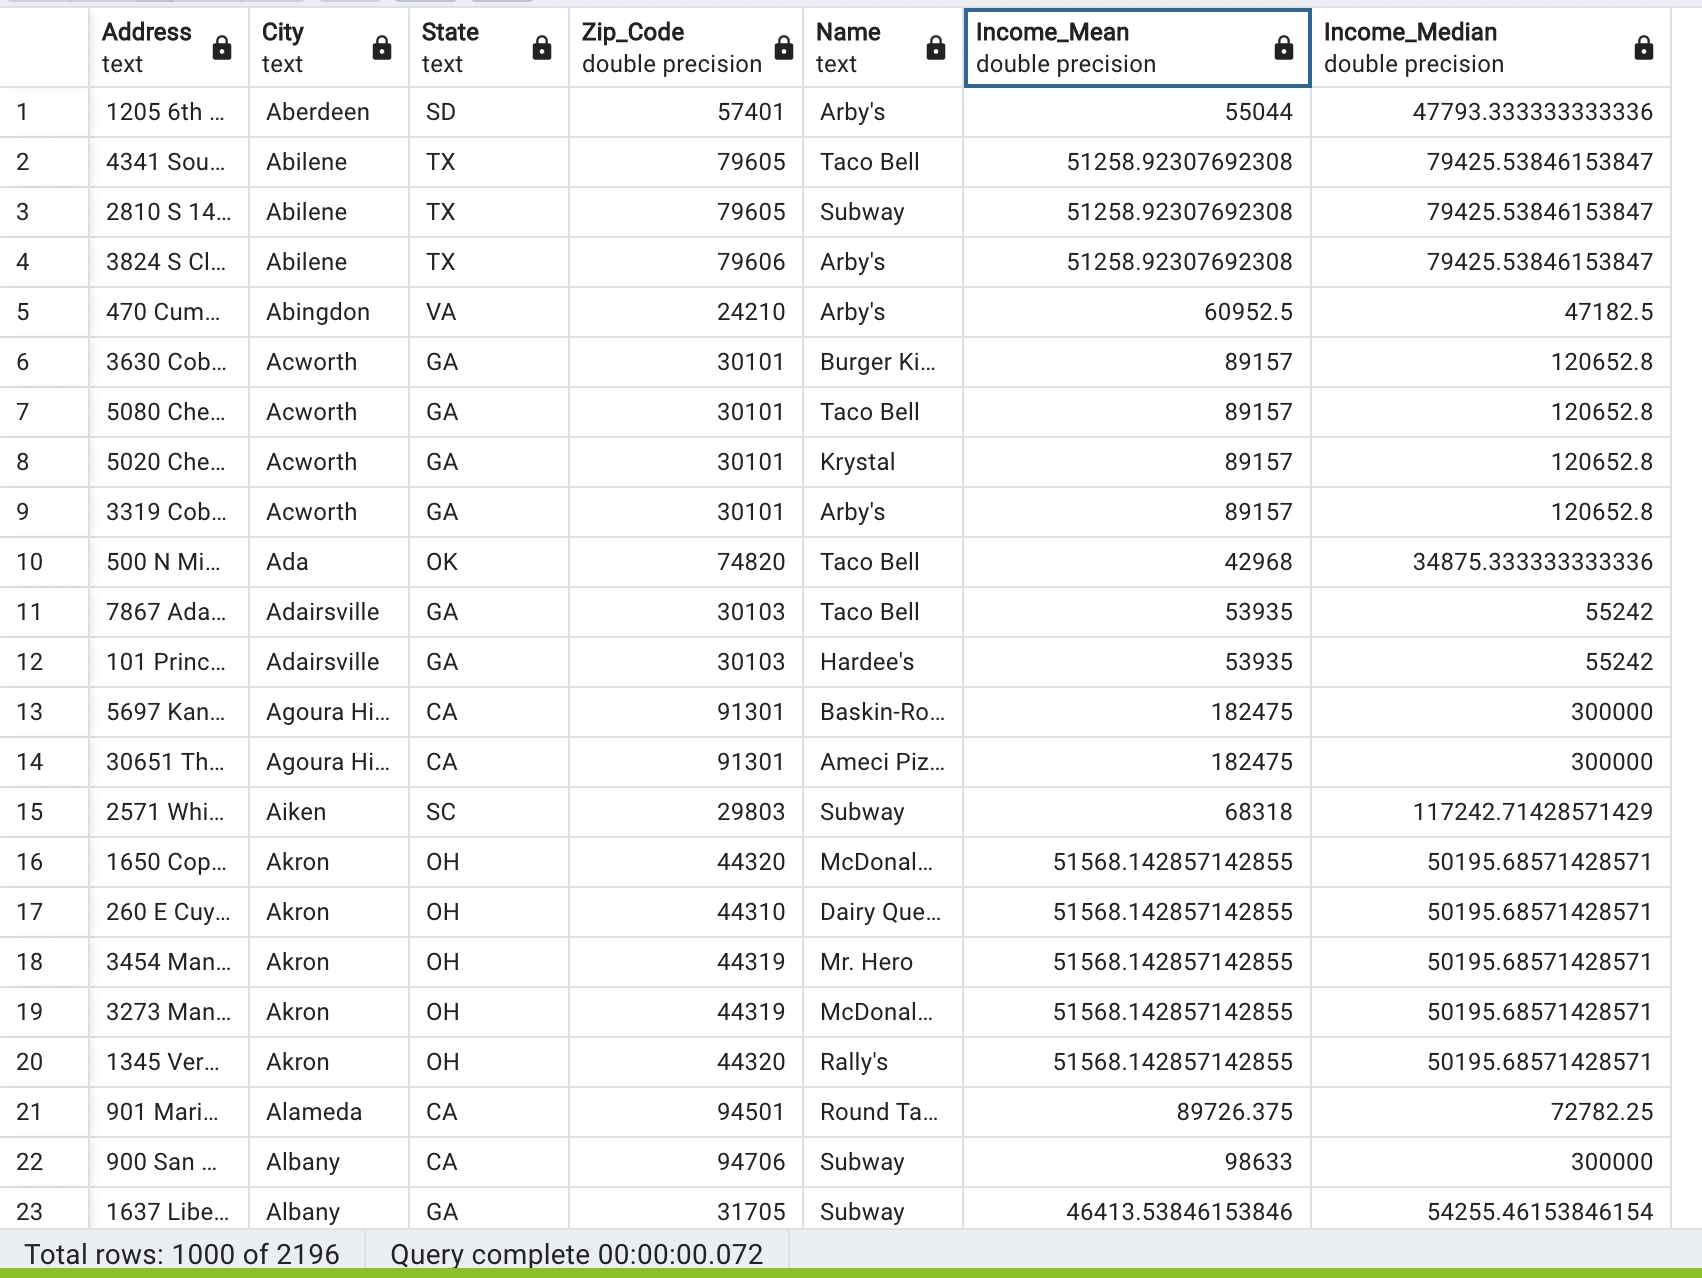 Address City State Zip_Code Name Income_Mean Income_Median
text text text double precision text double precision double precision
1 1205 6th ... Aberdeen SD 57401 Arby's 55044 47793.333333333336
2 4341 Sou... Abilene TX 79605 Taco Bell 51258.92307692308 79425.53846153847
3 2810 S 14... Abilene TX 79605 Subway 51258.92307692308 79425.53846153847
4 3824 S Cl... Abilene TX 79606 Arby's 51258.92307692308 79425.53846153847
5 470 Cum... Abingdon VA 24210 Arby's 60952.5 47182.5
6 3630 Cob... Acworth GA 30101 Burger Ki... 89157 120652.8
7 5080 Che... Acworth GA 30101 Taco Bell 89157 120652.8
8 5020 Che... Acworth GA 30101 Krystal 89157 120652.8
9 3319 Cob... Acworth GA 30101 Arby's 89157 120652.8
10 500 N Mi... Ada OK 74820 Taco Bell 42968 34875.333333333336
11 7867 Ada... Adairsville GA 30103 Taco Bell 53935 55242
12 101 Princ... Adairsville GA 30103 Hardee's 53935 55242
13 5697 Kan... Agoura Hi... CA 91301 Baskin-Ro... 182475 300000
14 30651 Th... Agoura Hi... CA 91301 Ameci Piz... 182475 300000
15 2571 Whi... Aiken SC 29803 Subway 68318 117242.71428571429
16 1650 Cop... Akron OH 44320 McDonal... 51568.142857142855 50195.68571428571
17 260 E Cuy... Akron OH 44310 Dairy Que... 51568.142857142855 50195.68571428571
18 3454 Man... Akron OH 44319 Mr. Hero 51568.142857142855 50195.68571428571
19 3273 Man... Akron OH 44319 McDonal... 51568.142857142855 50195.68571428571
20 1345 Ver... Akron OH 44320 Rally's 51568.142857142855 50195.68571428571
21 901 Mari... Alameda CA 94501 Round Ta... 89726.375 72782.25
22 900 San ... Albany CA 94706 Subway 98633 300000
23 1637 Libe... Albany GA 31705 Subway 46413.53846153846 54255.46153846154
Total rows: 1000 of 2196 Query complete 00:00:00.072